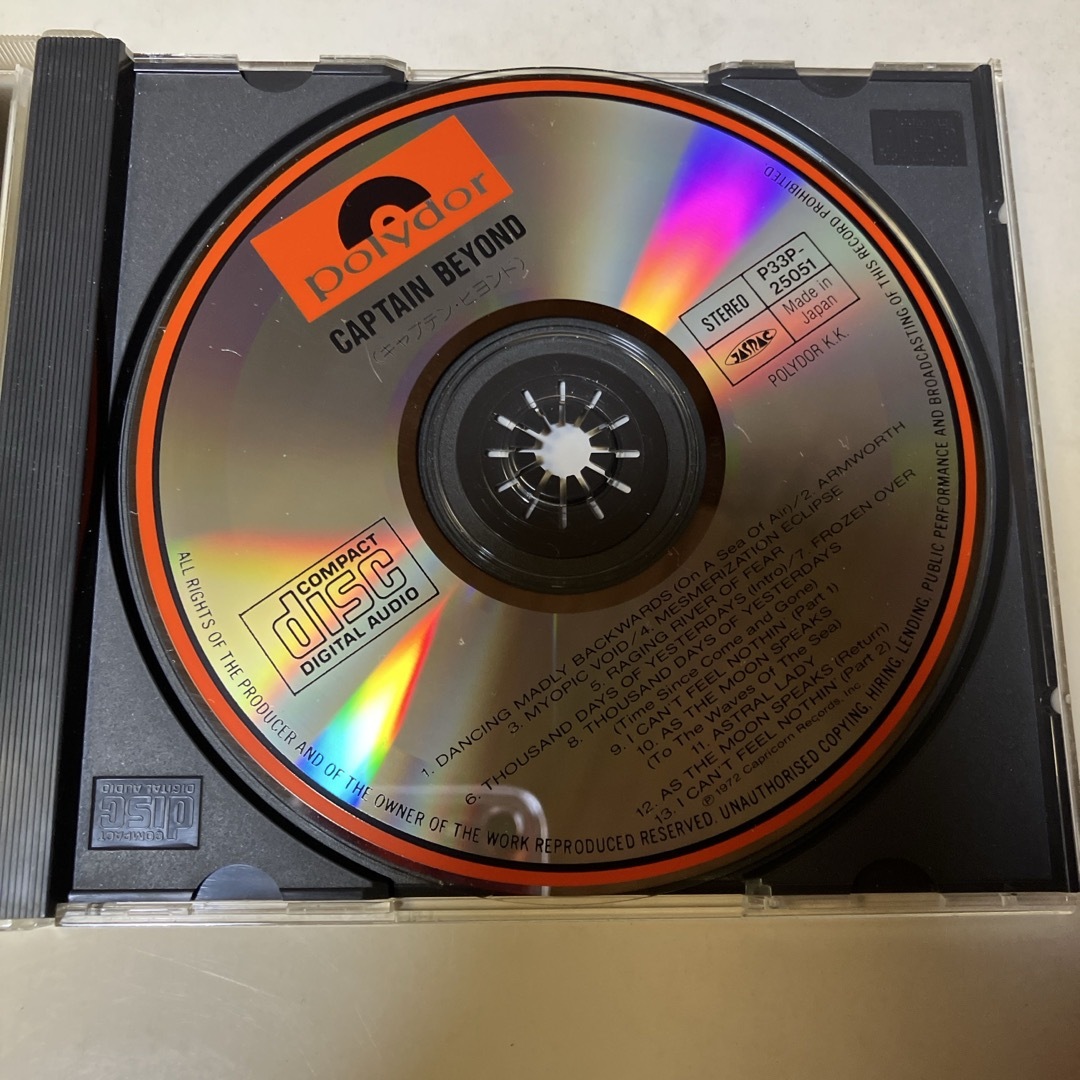 polydor
CAPTAIN BEYOND
(キャプテン・ビヨンド)
STEREO
P33P-
25051
JASRAC
Made in
Japan
POLYDOR K.K.
COMPACT
disc
DIGITAL AUDIO
1. DANCING MADLY BACKWARDS (On A Sea Of Air)/2. ARMWORTH
3. MYOPIC VOID/4. MESMERIZATION ECLIPSE
5. RAGING RIVER OF FEAR
6. THOUSAND DAYS OF YESTERDAYS (Intro)/7. FROZEN OVER
8. THOUSAND DAYS OF YESTERDAYS
(Time Since Come and Gone)
9. I CAN'T FEEL NOTHIN' (Part 1)
10. AS THE MOON SPEAKS
(To The Waves Of The Sea)
11. ASTRAL LADY
12. AS THE MOON SPEAKS (Return)
13. I CAN'T FEEL NOTHIN' (Part 2)
℗ 1972 Capricorn Records, Inc.
ALL RIGHTS OF THE PRODUCER AND OF THE OWNER OF THE WORK REPRODUCED RESERVED. UNAUTHORISED COPYING, HIRING, LENDING, PUBLIC PERFORMANCE AND BROADCASTING OF THIS RECORD PROHIBITED.
COMPACT
disc
DIGITAL AUDIO